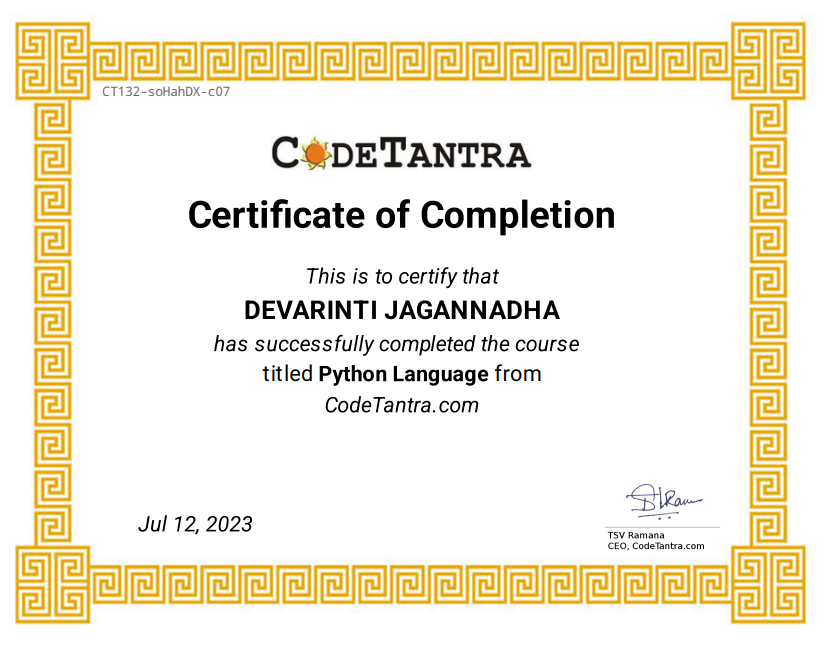 CT132-soHahDX-c07
CODETANTRA
Certificate of Completion
This is to certify that
DEVARINTI JAGANNADHA
has successfully completed the course
titled Python Language from
CodeTantra.com
Jul 12, 2023
TSV Ramana
CEO, CodeTantra.com